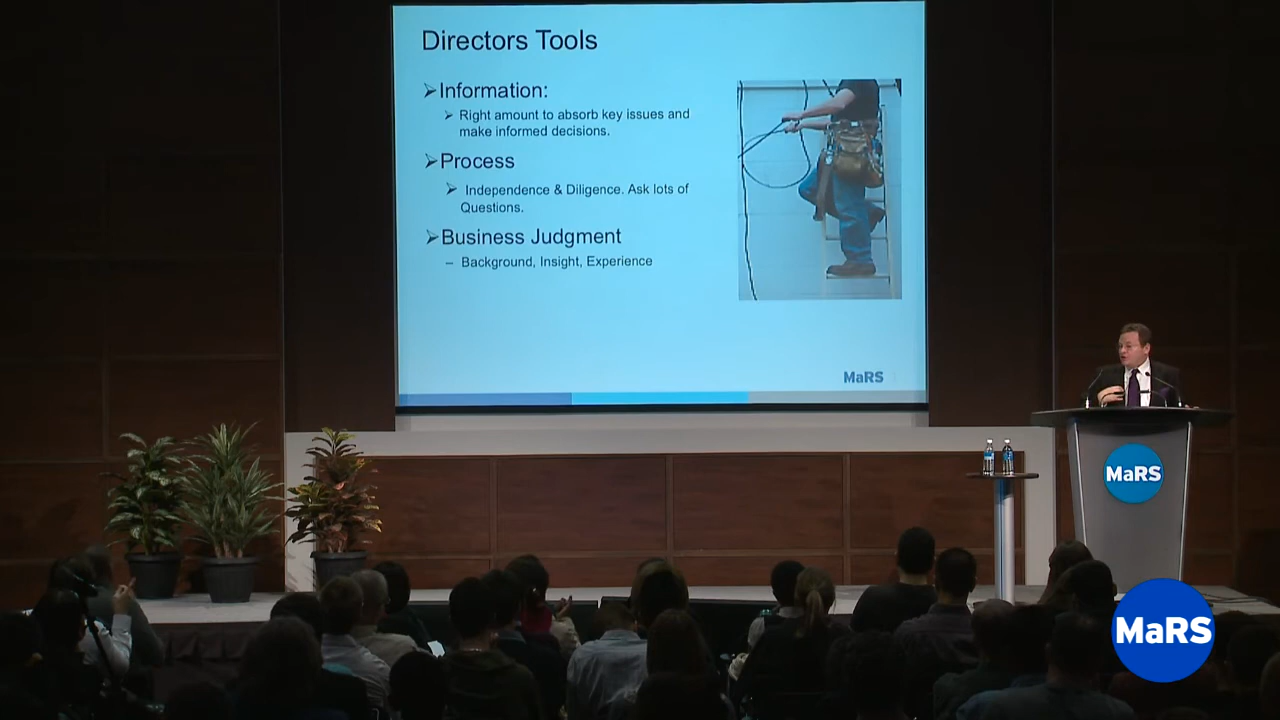 Directors Tools
➢Information:
➢ Right amount to absorb key issues and
make informed decisions.
➢Process
➢ Independence & Diligence. Ask lots of
Questions.
➢Business Judgment
– Background, Insight, Experience
MaRS
MaRS
MaRS